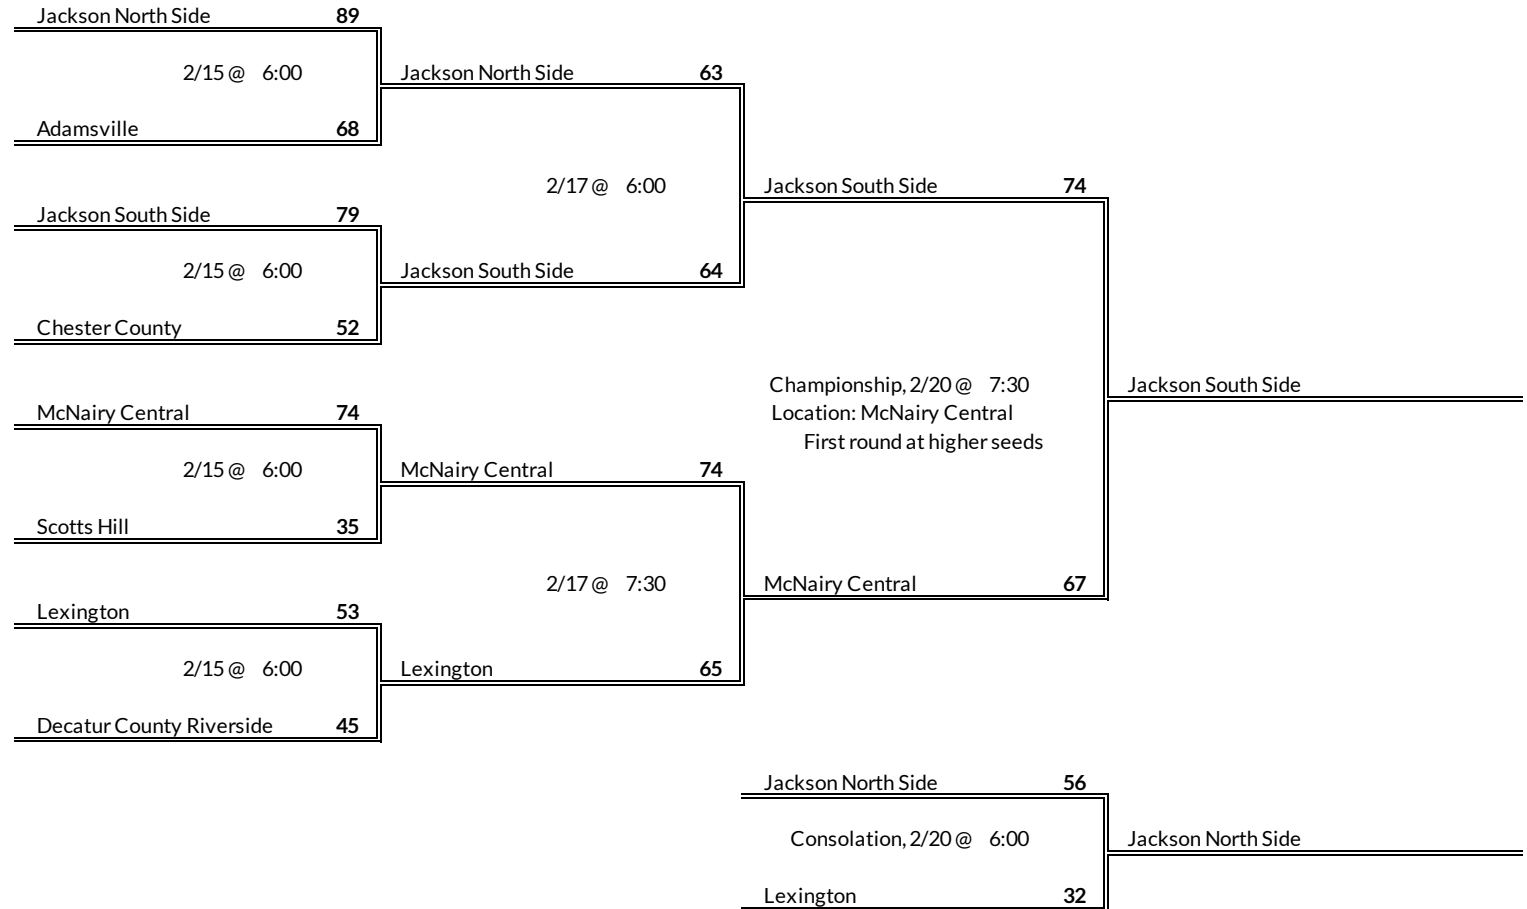 Jackson North Side 89
2/15 @ 6:00 Jackson North Side 63
Adamsville 68
2/17 @ 6:00 Jackson South Side 74
Jackson South Side 79
2/15 @ 6:00 Jackson South Side 64
Chester County 52
Championship, 2/20 @ 7:30 Jackson South Side
McNairy Central 74 Location: McNairy Central
First round at higher seeds
2/15 @ 6:00 McNairy Central 74
Scotts Hill 35
2/17 @ 7:30 McNairy Central 67
Lexington 53
2/15 @ 6:00 Lexington 65
Decatur County Riverside 45
Jackson North Side 56
Consolation, 2/20 @ 6:00 Jackson North Side
Lexington 32